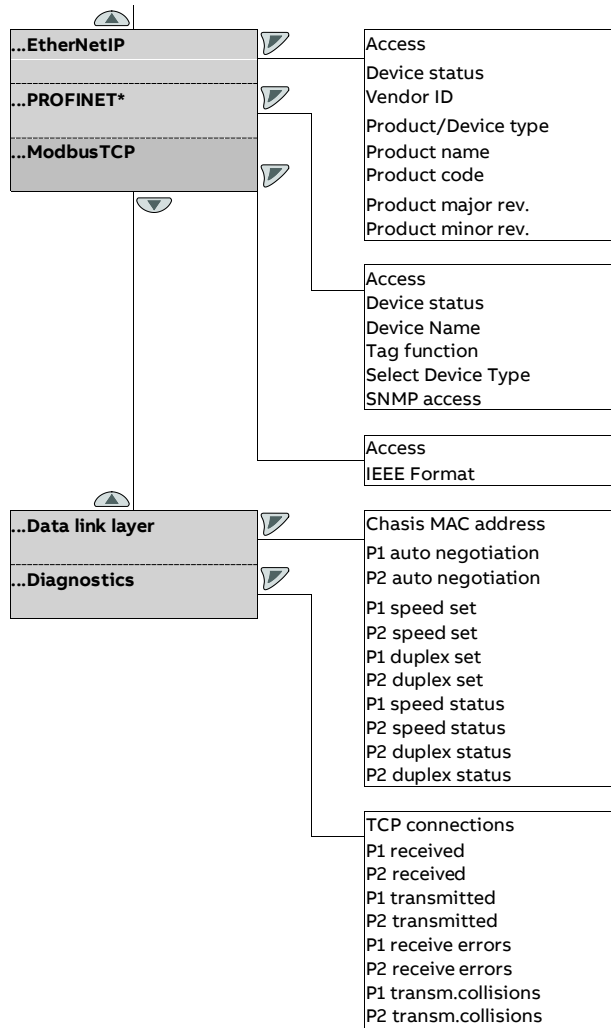 ...EtherNetIP
...PROFINET*
...ModbusTCP
Access
Device status
Vendor ID
Product/Device type
Product name
Product code
Product major rev.
Product minor rev.
Access
Device status
Device Name
Tag function
Select Device Type
SNMP access
Access
IEEE Format
...Data link layer
...Diagnostics
Chasis MAC address
P1 auto negotiation
P2 auto negotiation
P1 speed set
P2 speed set
P1 duplex set
P2 duplex set
P1 speed status
P2 speed status
P2 duplex status
P2 duplex status
TCP connections
P1 received
P2 received
P1 transmitted
P2 transmitted
P1 receive errors
P2 receive errors
P1 transm.collisions
P2 transm.collisions